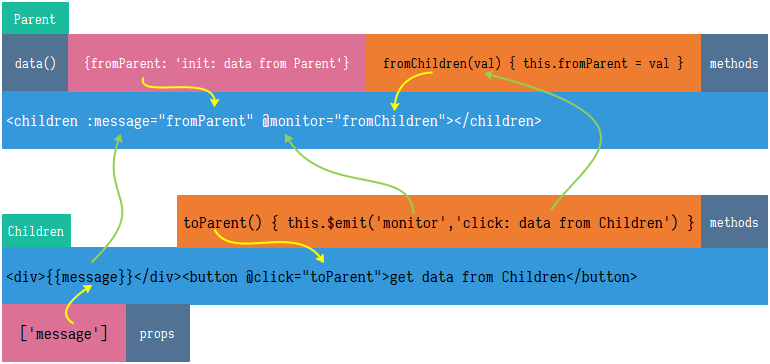 Parent
data() {fromParent: 'init: data from Parent'} fromChildren(val) { this.fromParent = val } methods
<children :message="fromParent" @monitor="fromChildren"></children>
toParent() { this.$emit('monitor','click: data from Children') } methods
Children
<div>{{message}}</div><button @click="toParent">get data from Children</button>
['message'] props